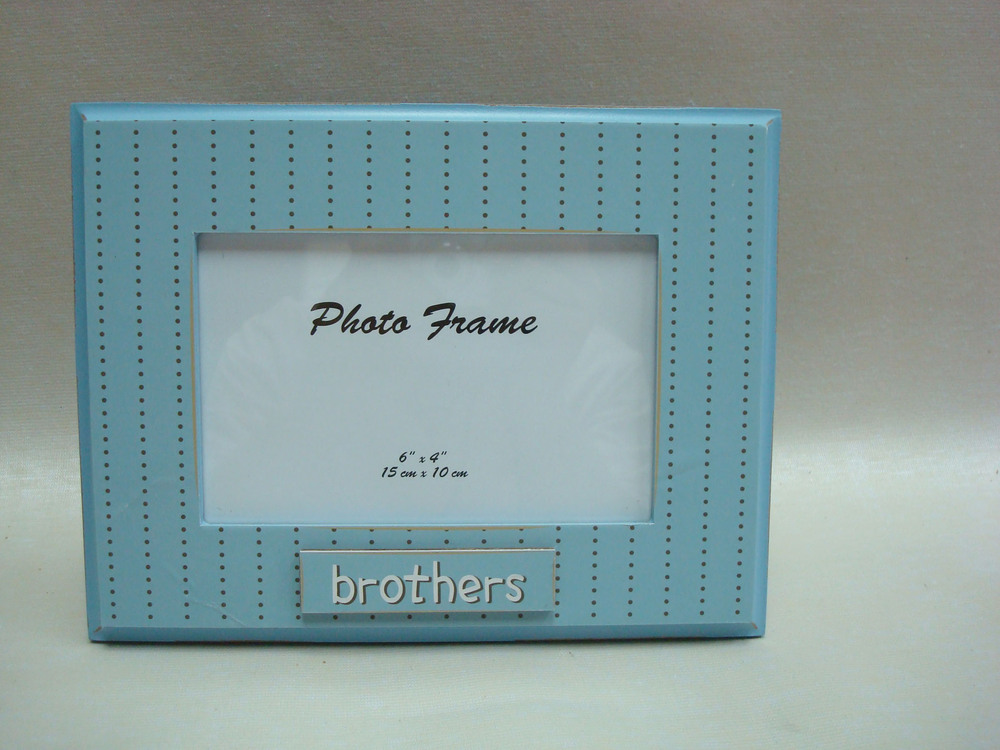 Photo Frame
6" x 4"
15 cm x 10 cm
brothers